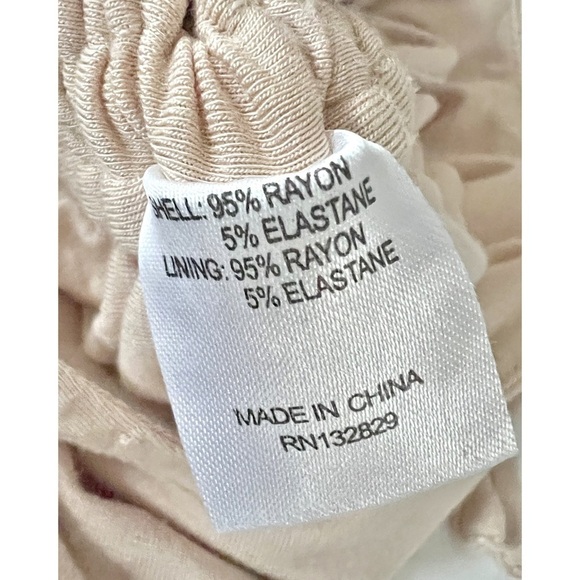 SHELL: 95% RAYON
5% ELASTANE
LINING: 95% RAYON
5% ELASTANE
MADE IN CHINA
RN132829